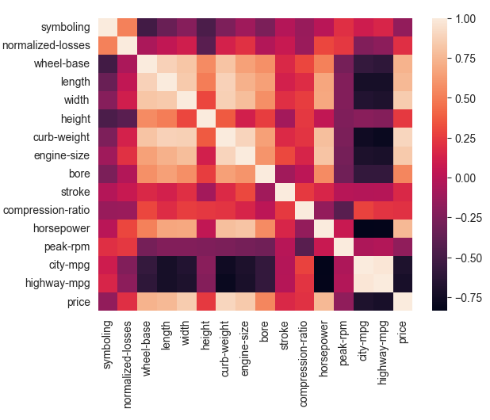 symboling
normalized-losses
wheel-base
length
width
height
curb-weight
engine-size
bore
stroke
compression-ratio
horsepower
peak-rpm
city-mpg
highway-mpg
price
1.00
0.75
0.50
0.25
0.00
−0.25
−0.50
−0.75
symboling
normalized-losses
wheel-base
length
width
height
curb-weight
engine-size
bore
stroke
compression-ratio
horsepower
peak-rpm
city-mpg
highway-mpg
price